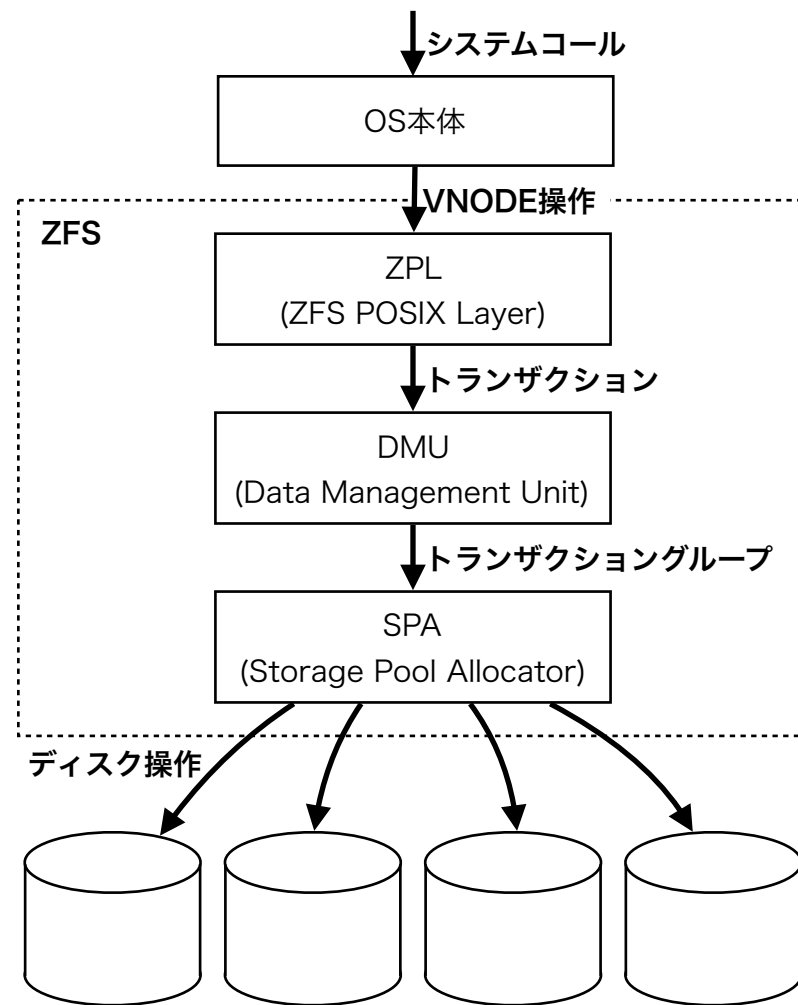 システムコール
OS本体
VNODE操作
ZFS
ZPL
(ZFS POSIX Layer)
トランザクション
DMU
(Data Management Unit)
トランザクショングループ
SPA
(Storage Pool Allocator)
ディスク操作